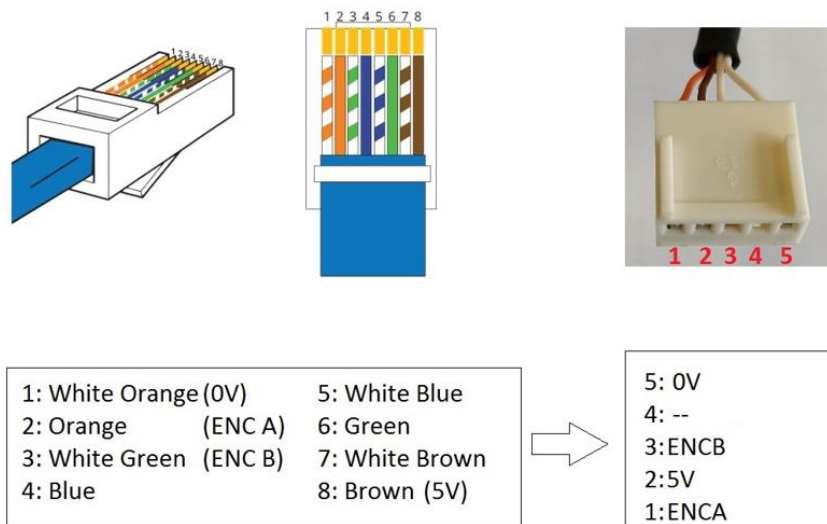 12345678
1 2 3 4 5 6 7 8
1 2 3 4 5
1: White Orange (0V)
2: Orange (ENC A)
3: White Green (ENC B)
4: Blue
5: White Blue
6: Green
7: White Brown
8: Brown (5V)
5: 0V
4: --
3:ENCB
2:5V
1:ENCA